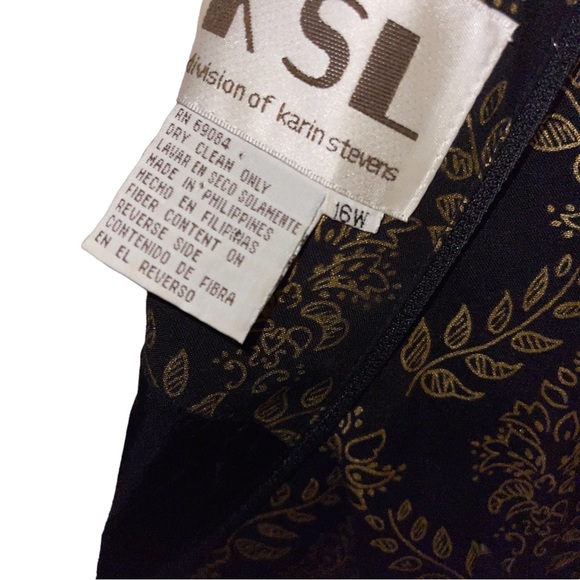 KSL
division of karin stevens
RN 69084
DRY CLEAN ONLY
LAVAR EN SECO SOLAMENTE
MADE IN PHILIPPINES
HECHO EN FILIPINAS
FIBER CONTENT ON
REVERSE SIDE
CONTENIDO DE FIBRA
EN EL REVERSO
16W